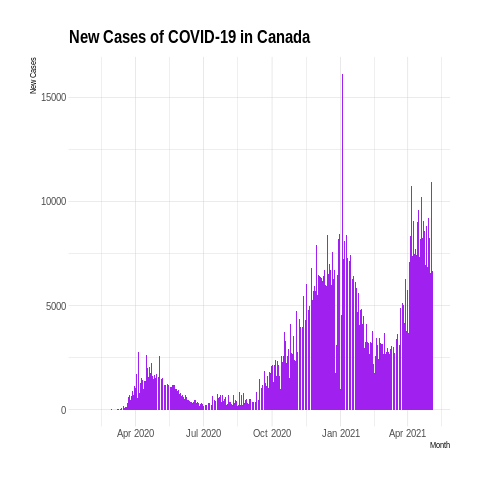 New Cases of COVID-19 in Canada
New Cases
15000
10000
5000
0
Apr 2020 Jul 2020 Oct 2020 Jan 2021 Apr 2021
Month